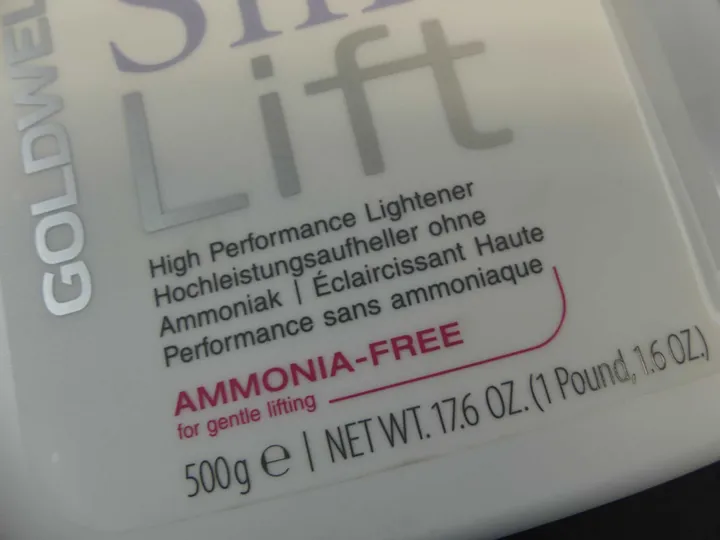 GOLDWEL
Lift
High Performance Lightener
Hochleistungsaufheller ohne
Ammoniak | Éclaircissant Haute
Performance sans ammoniaque
AMMONIA-FREE
for gentle lifting
500g ℮ | NET WT. 17.6 OZ. (1 Pound, 1.6 OZ.)